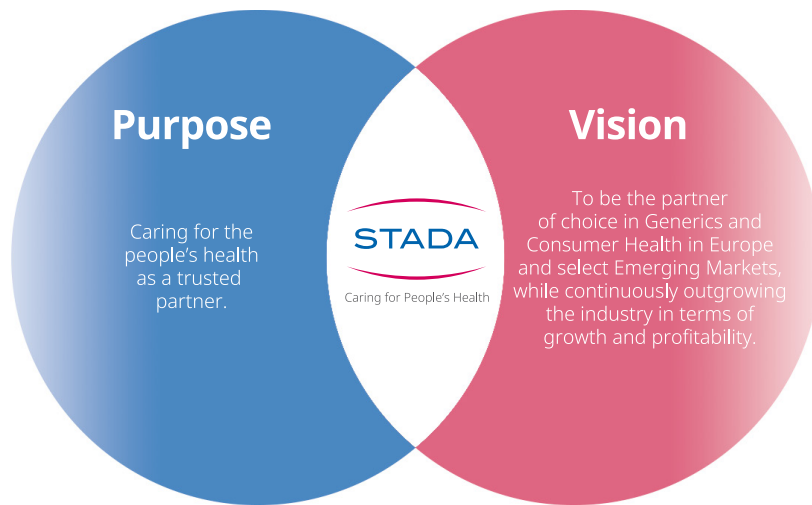 Purpose
Caring for the
people's health
as a trusted
partner.
STADA
Caring for People's Health
Vision
To be the partner
of choice in Generics and
Consumer Health in Europe
and select Emerging Markets,
while continuously outgrowing
the industry in terms of
growth and profitability.